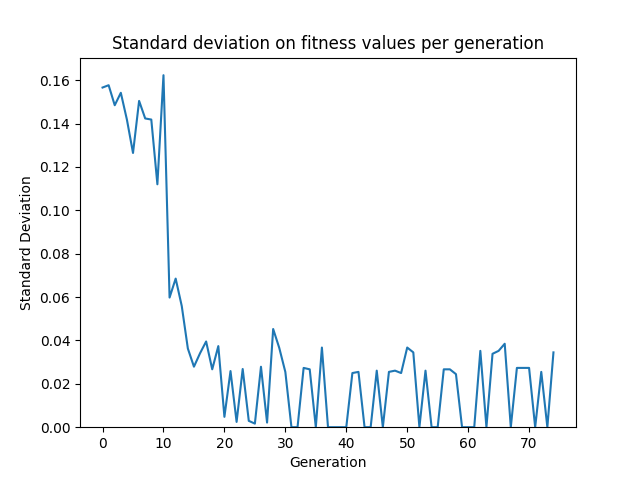 Standard deviation on fitness values per generation
0.16
0.14
0.12
0.10
0.08
0.06
0.04
0.02
0.00
Standard Deviation
0 10 20 30 40 50 60 70
Generation